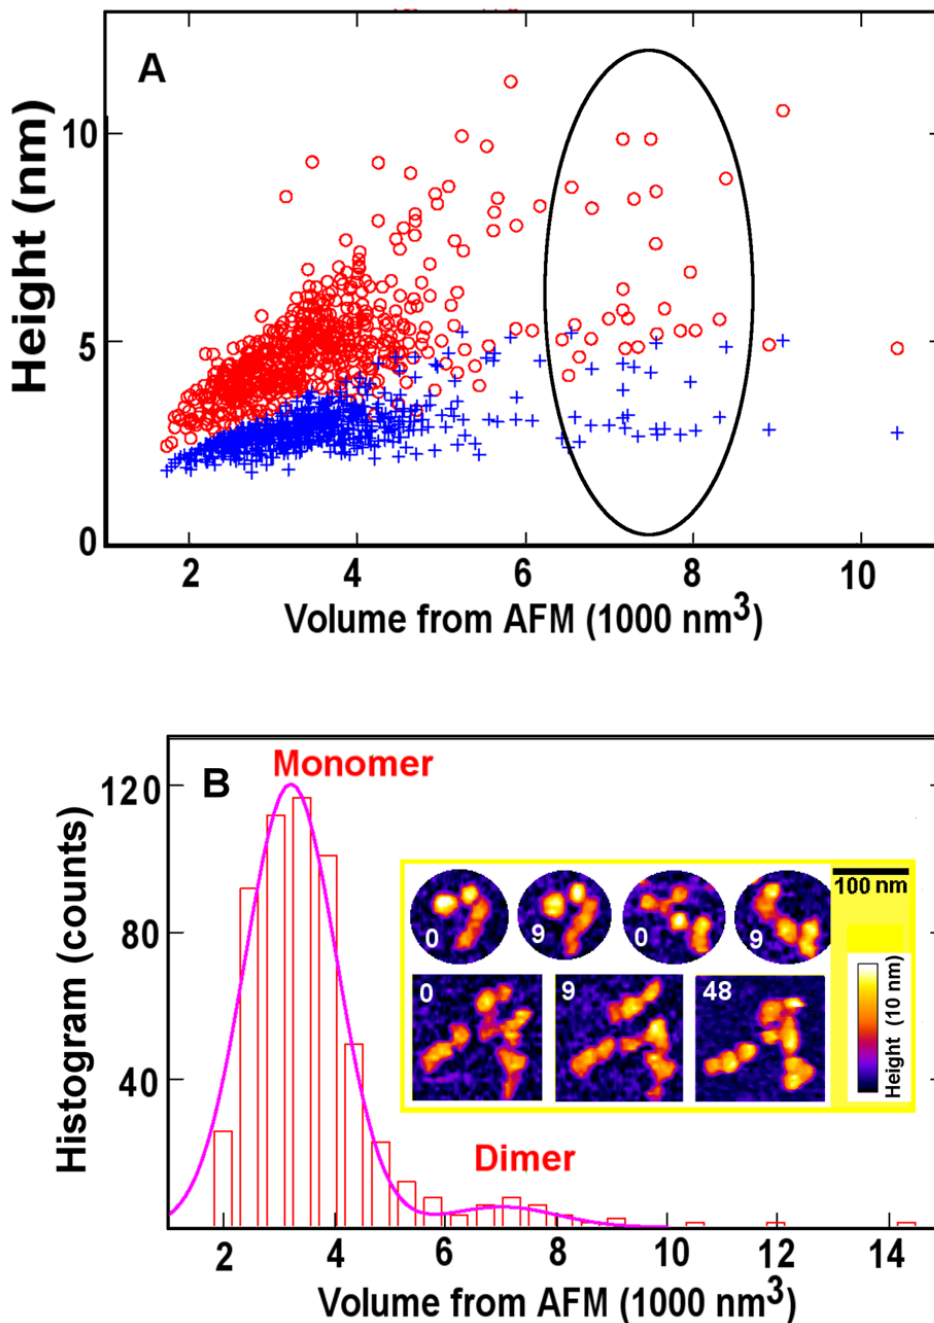 A
Height (nm)
10
5
0
2 4 6 8 10
Volume from AFM (1000 nm³)
B
Monomer
Histogram (counts)
120
80
40
0 9 0 9
100 nm
0 9 48
Height (10 nm)
Dimer
2 4 6 8 10 12 14
Volume from AFM (1000 nm³)